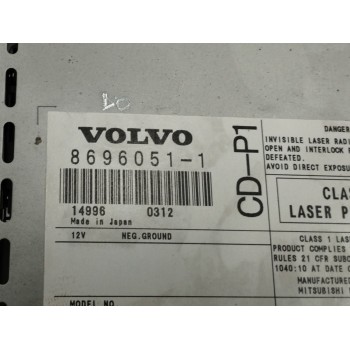 LC
VOLVO
8696051-1
14996 0312
Made in Japan
12V NEG.GROUND
MODEL NO
CD-P1
DANGER
INVISIBLE LASER RADI
OPEN AND INTERLOCK
DEFEATED.
AVOID DIRECT EXPOSU
CLAS
LASER P
CLASS 1 LAS
PRODUCT COMPLIES
RULES 21 CFR SUBC
1040:10 AT DATE O
MANUFACTURE
MITSUBISHI